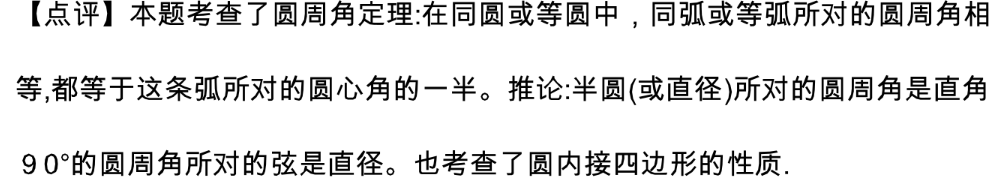 【点评】本题考查了圆周角定理:在同圆或等圆中，同弧或等弧所对的圆周角相
等,都等于这条弧所对的圆心角的一半。推论:半圆(或直径)所对的圆周角是直角
90°的圆周角所对的弦是直径。也考查了圆内接四边形的性质.